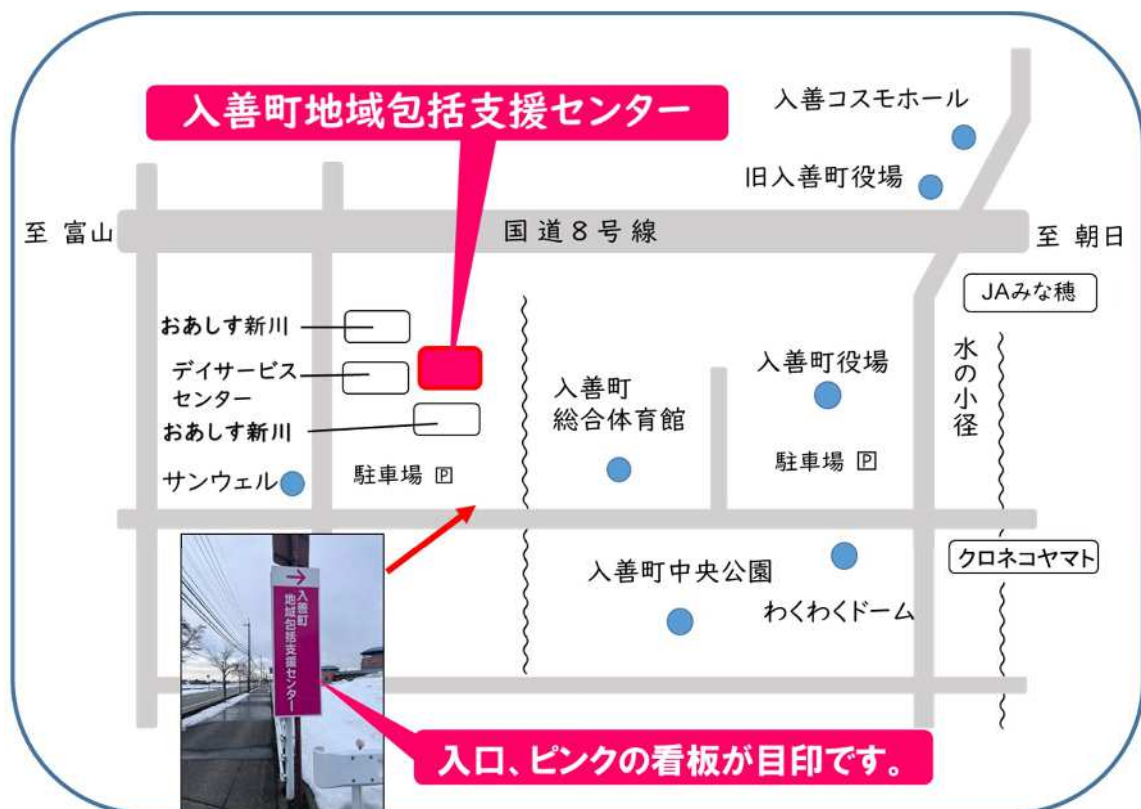 入善町地域包括支援センター
入善コスモホール
旧入善町役場
至 富山
国道8号線
至 朝日
JAみな穂
おあしす新川
デイサービス
センター
おあしす新川
サンウェル
駐車場 P
入善町
総合体育館
入善町役場
駐車場 P
水の小径
入善町中央公園
わくわくドーム
クロネコヤマト
→
入善町
地域包括支援センター
入口、ピンクの看板が目印です。